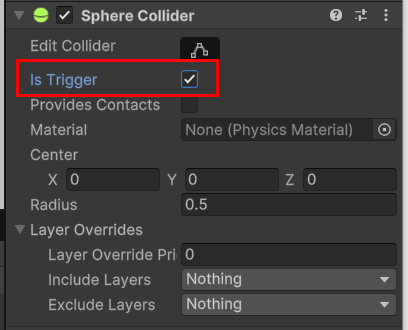 Sphere Collider
Edit Collider
Is Trigger
Provides Contacts
Material None (Physics Material)
Center
X 0 Y 0 Z 0
Radius 0.5
Layer Overrides
Layer Override Pri 0
Include Layers Nothing
Exclude Layers Nothing